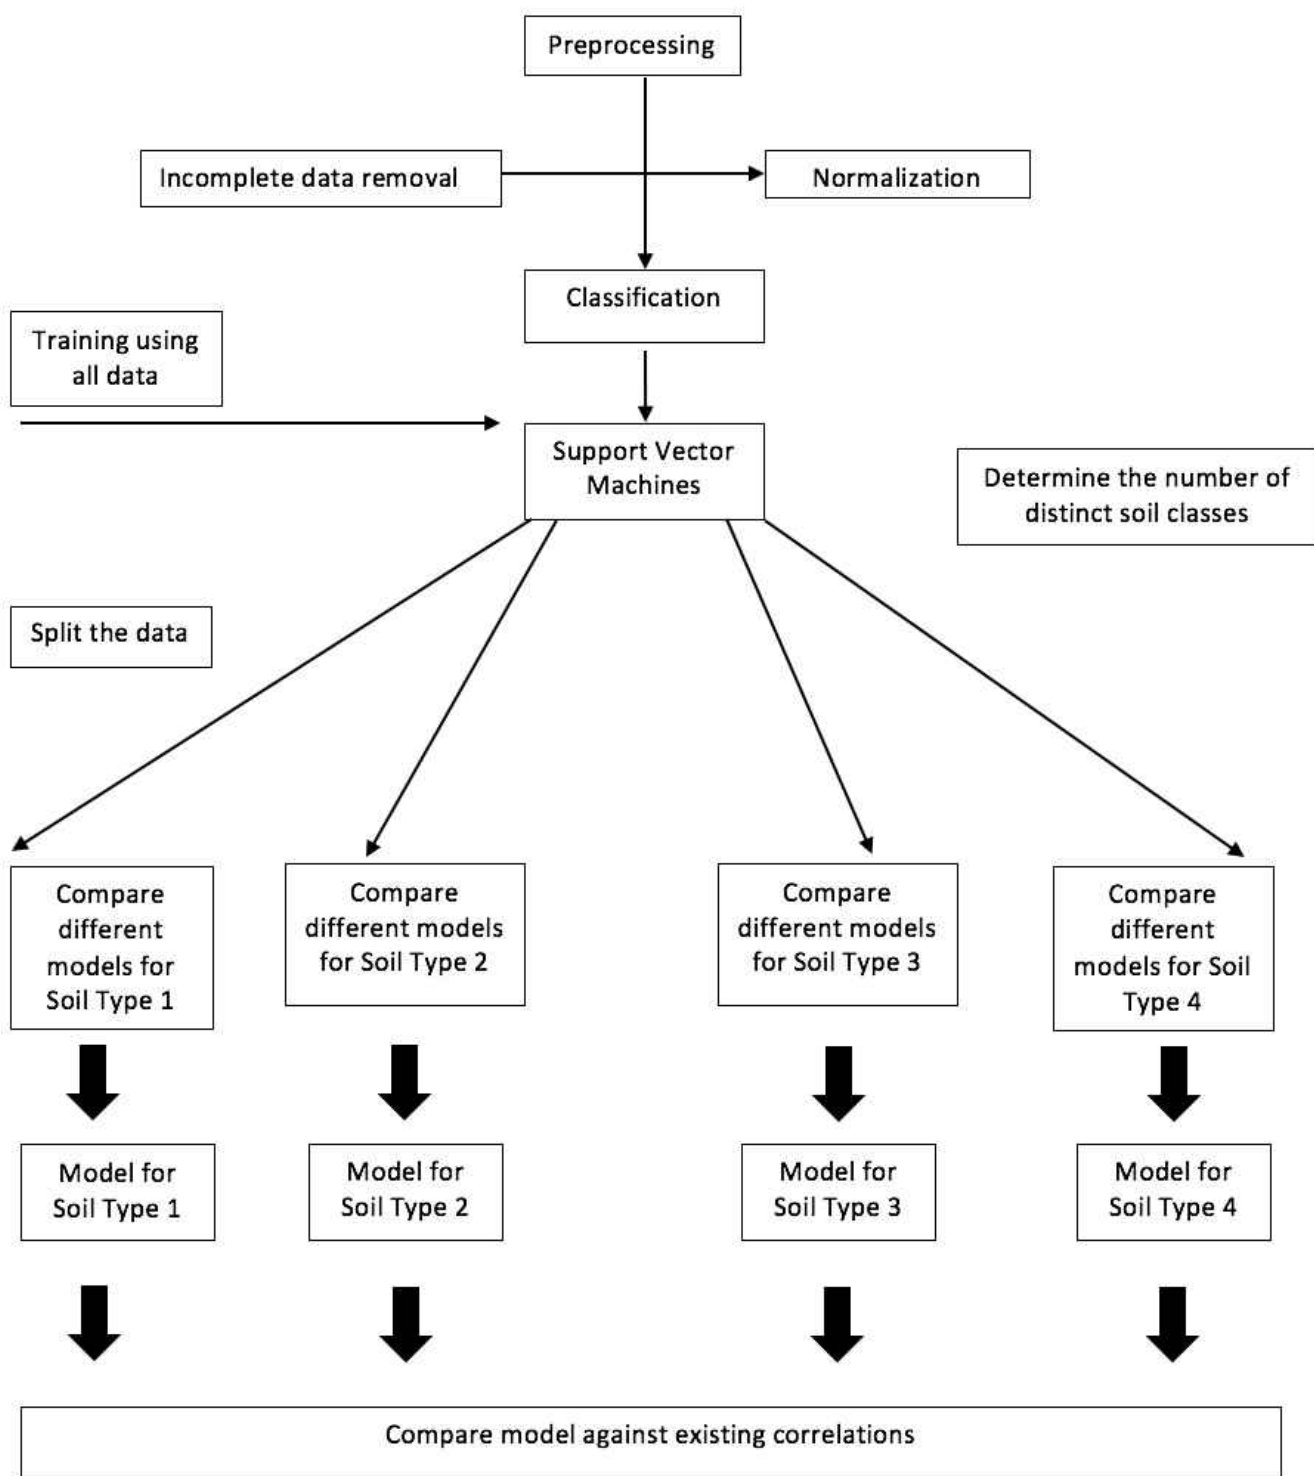 Preprocessing
Incomplete data removal
Normalization
Classification
Training using
all data
Support Vector
Machines
Determine the number of
distinct soil classes
Split the data
Compare
different
models for
Soil Type 1
Compare
different models
for Soil Type 2
Compare
different models
for Soil Type 3
Compare
different
models for Soil
Type 4
Model for
Soil Type 1
Model for
Soil Type 2
Model for
Soil Type 3
Model for
Soil Type 4
Compare model against existing correlations